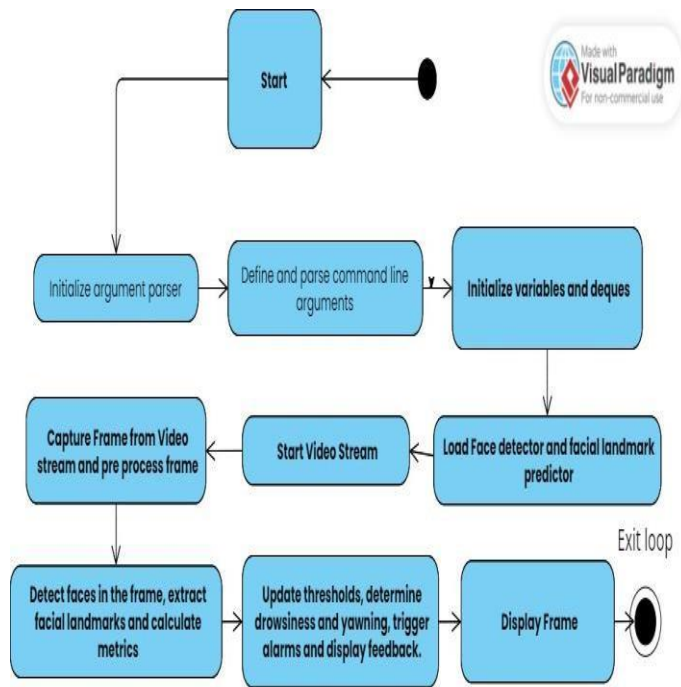 Start
Made with
Visual Paradigm
For non-commercial use
Initialize argument parser
Define and parse command line
arguments
Initialize variables and deques
Capture Frame from Video
stream and pre process frame
Start Video Stream
Load Face detector and facial landmark
predictor
Exit loop
Detect faces in the frame, extract
facial landmarks and calculate
metrics
Update thresholds, determine
drowsiness and yawning, trigger
alarms and display feedback.
Display Frame